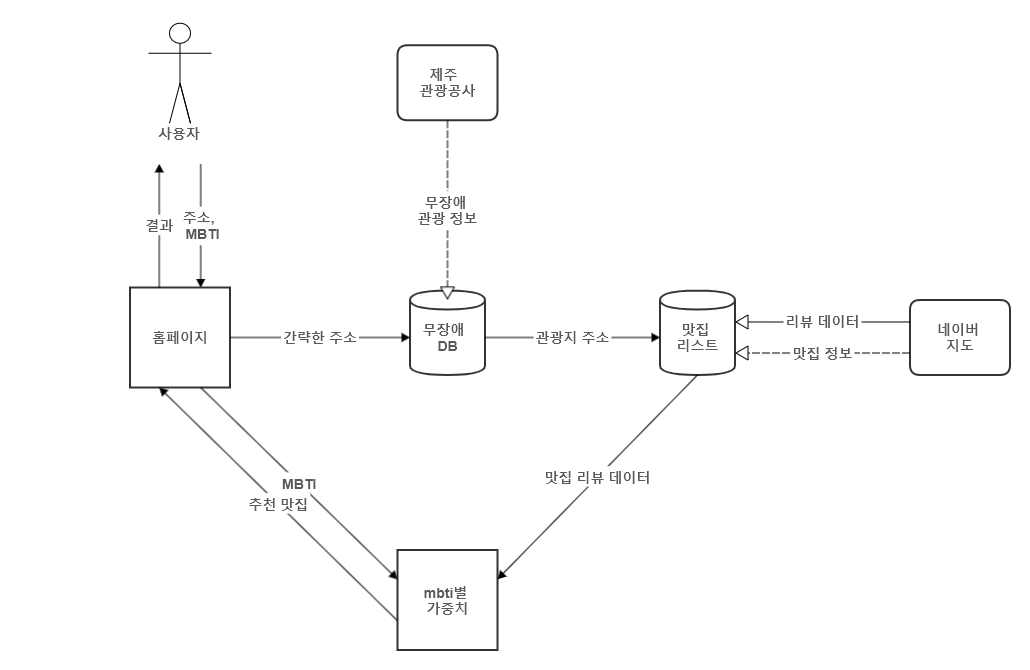 제주
관광공사
사용자
무장애
관광 정보
결과
주소,
MBTI
홈페이지
간략한 주소
무장애
DB
관광지 주소
맛집
리스트
리뷰 데이터
맛집 정보
네이버
지도
MBTI
추천 맛집
맛집 리뷰 데이터
mbti별
가중치